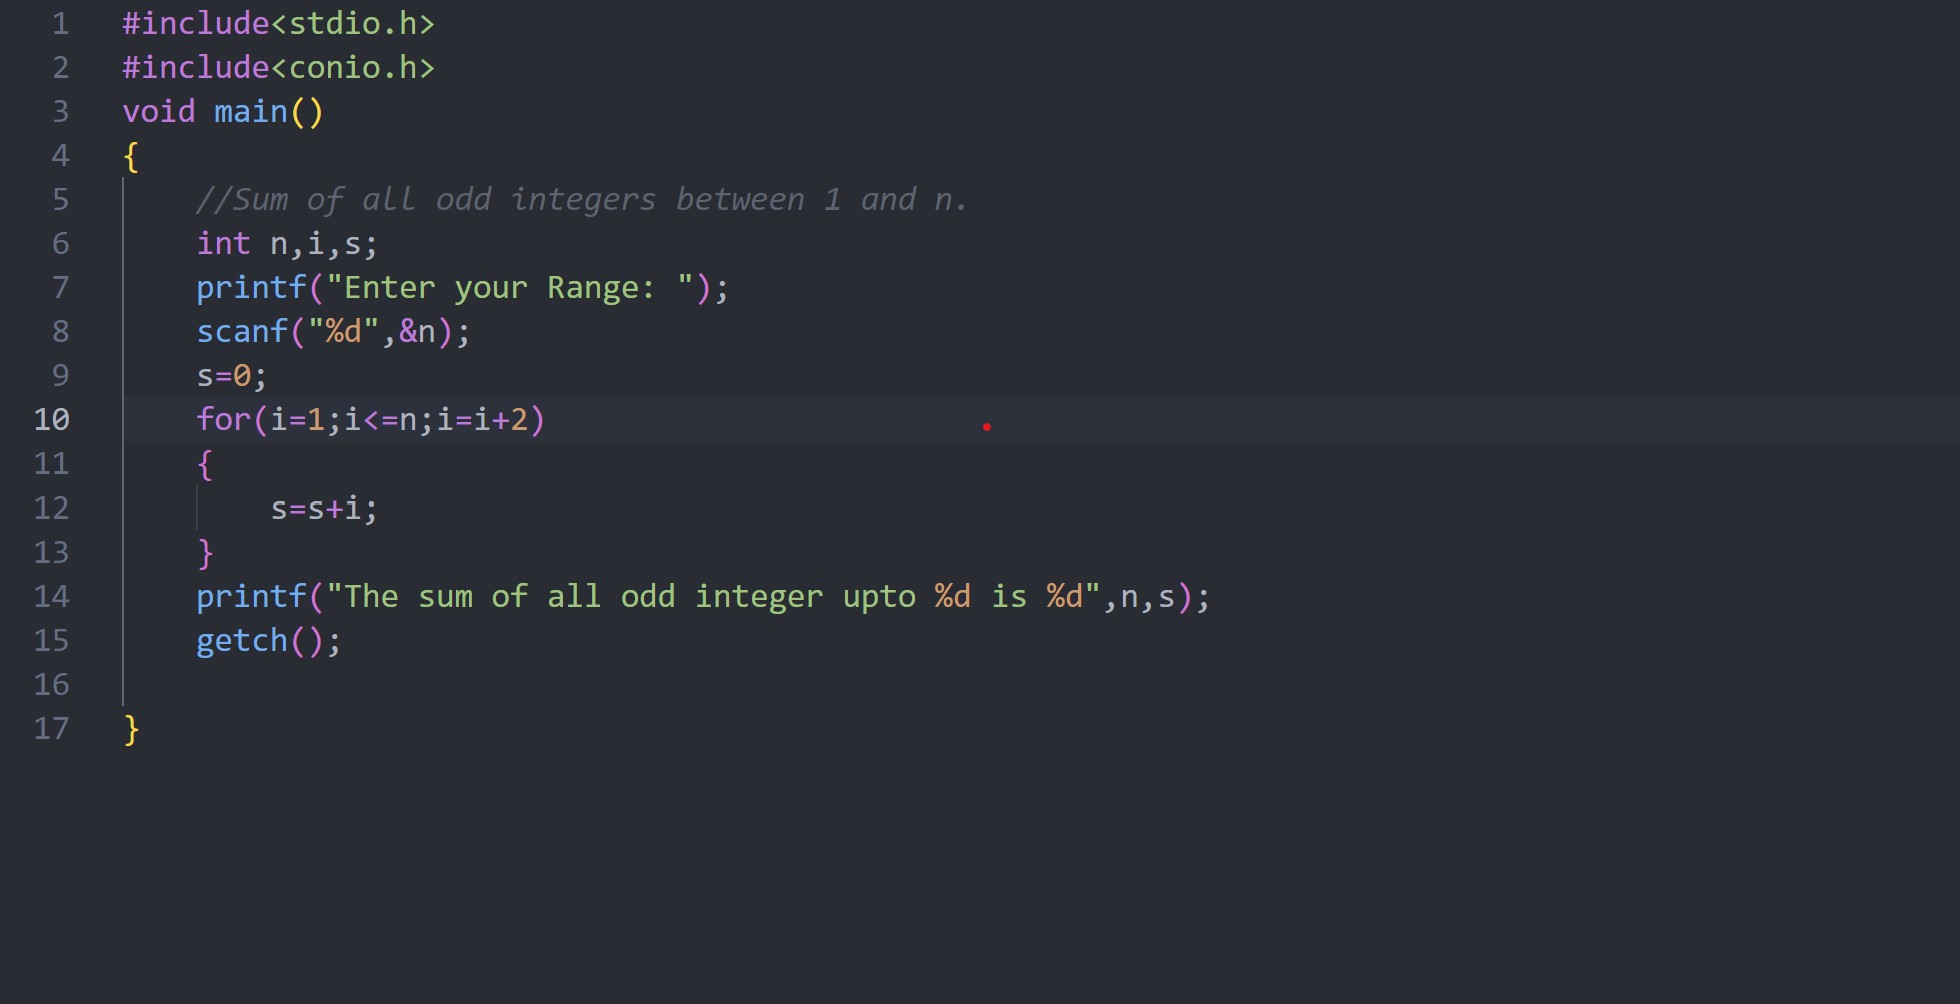 1 #include<stdio.h>
2 #include<conio.h>
3 void main()
4 {
5 //Sum of all odd integers between 1 and n.
6 int n,i,s;
7 printf("Enter your Range: ");
8 scanf("%d",&n);
9 s=0;
10 for(i=1;i<=n;i=i+2)
11 {
12 s=s+i;
13 }
14 printf("The sum of all odd integer upto %d is %d",n,s);
15 getch();
16
17 }